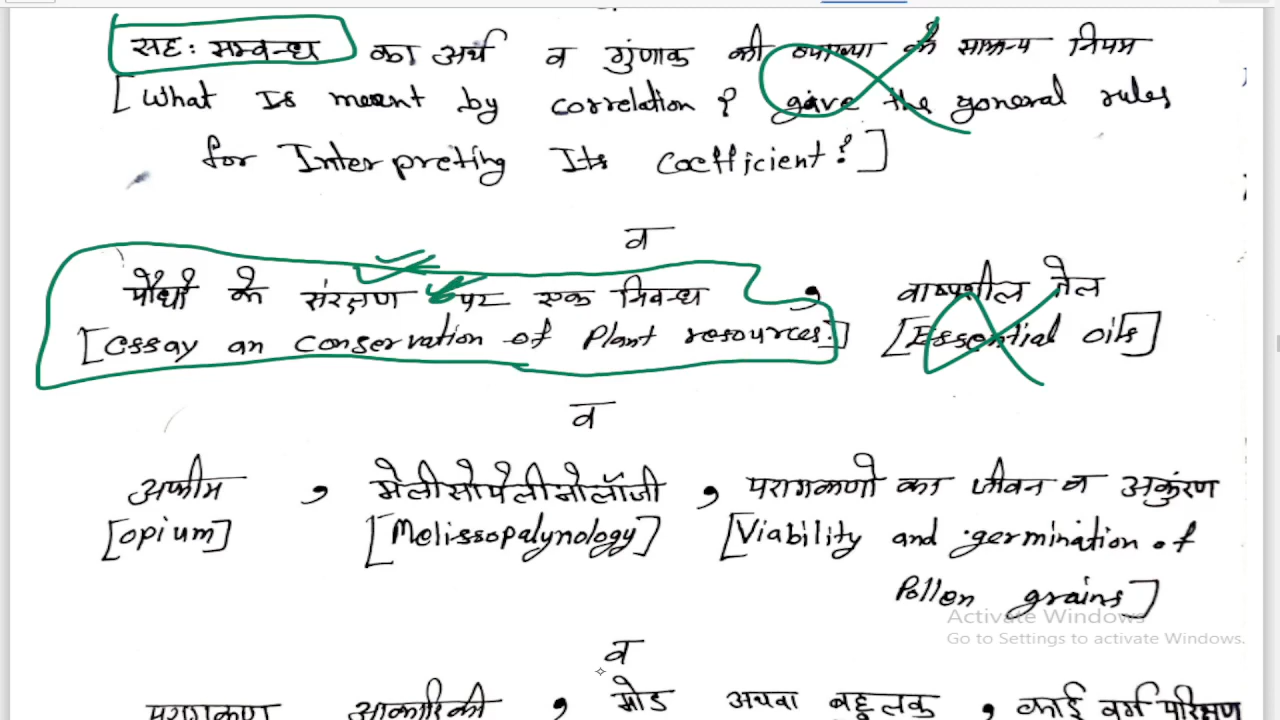 सह: सम्बन्ध का अर्थ व गुंणाक की व्याख्या के सामान्य नियम
[What Is meant by correlation? give the general rules
for Interpreting Its coefficient?]
व
पौधों के संरक्षण पर एक निबन्ध , वाष्पशील तेल
[essay an conservation of Plant resources.] [Essential oils]
व
अफीम , मेलीसोपेलीनोलॉजी , परागकणो का जीवन व अकुंरण
[opium] [Melissopalynology] [Viability and germination of
Pollen grains]
Activate Windows
Go to Settings to activate Windows.
व
परागकण आकारिकी , मोड अथवा बहुलक , काई वर्ग परिक्षण